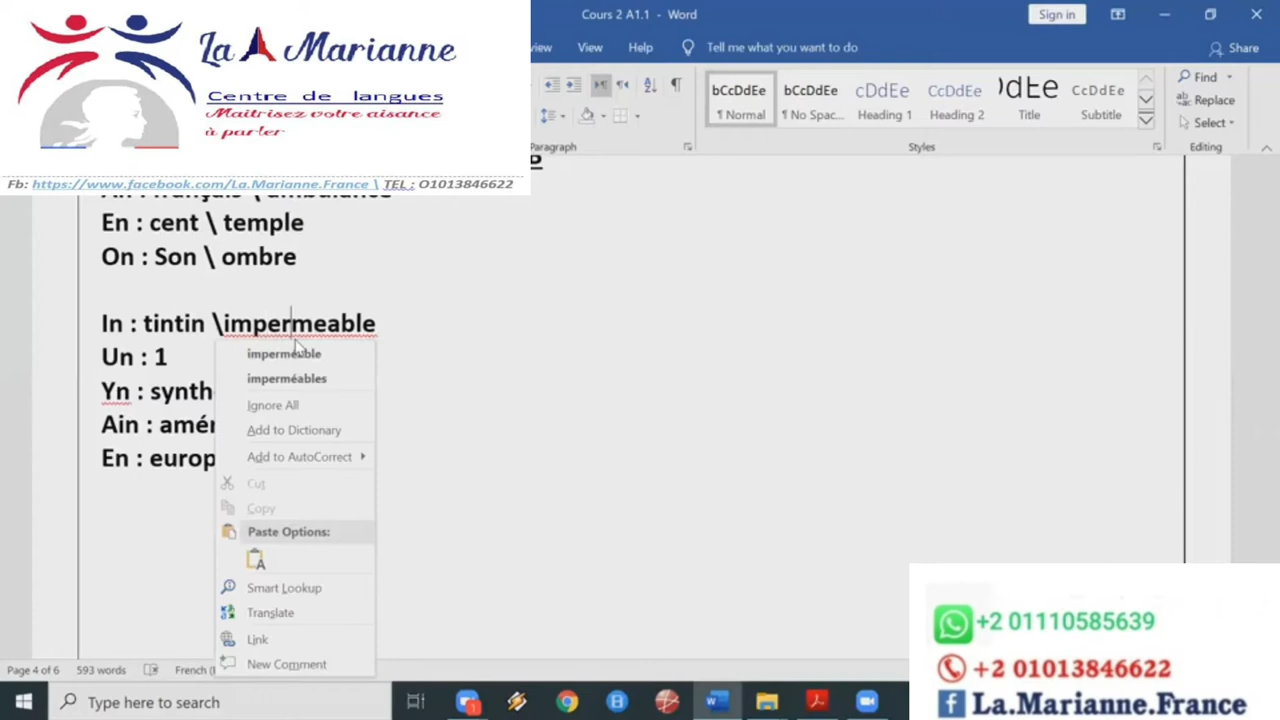 La Marianne
Centre de langues
Maîtrisez votre aisance
à parler
Fb: https://www.facebook.com/La.Marianne.France \ TEL : O1013846622
Cours 2 A1.1 - Word
Sign in
View
Help
Tell me what you want to do
Share
bCcDdEe
bCcDdEe
cDdEe
CcDdEe
CcDdEe
¶ Normal
¶ No Spac...
Heading 1
Heading 2
Title
Subtitle
Find
Replace
Select
Paragraph
Styles
Editing
En : cent \ temple
On : Son \ ombre
In : tintin \impermeable
Un : 1
Yn : synth
Ain : amér
En : europ
imperméable
imperméables
Ignore All
Add to Dictionary
Add to AutoCorrect
Cut
Copy
Paste Options:
Smart Lookup
Translate
Link
New Comment
Page 4 of 6
593 words
French (
Type here to search
+2 01110585639
+2 01013846622
La.Marianne.France